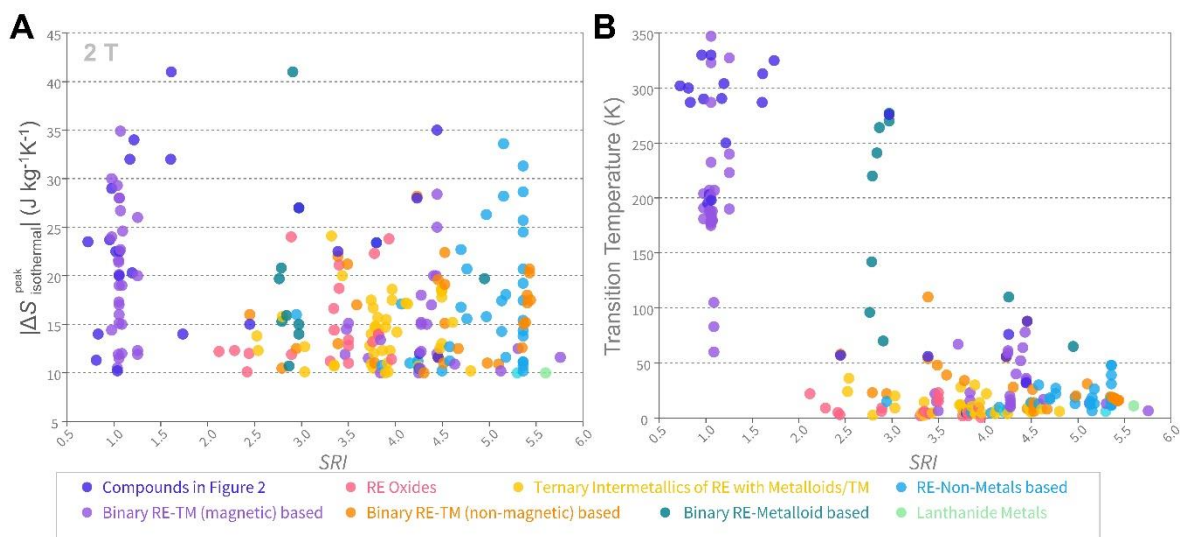 A
2 T
|ΔS peak isothermal| (J kg-1K-1)
45
40
35
30
25
20
15
10
5
0.5 1.0 1.5 2.0 2.5 3.0 3.5 4.0 4.5 5.0 5.5 6.0
SRI
B
Transition Temperature (K)
350
300
250
200
150
100
50
0
0.5 1.0 1.5 2.0 2.5 3.0 3.5 4.0 4.5 5.0 5.5 6.0
SRI
Compounds in Figure 2 RE Oxides Ternary Intermetallics of RE with Metalloids/TM RE-Non-Metals based
Binary RE-TM (magnetic) based Binary RE-TM (non-magnetic) based Binary RE-Metalloid based Lanthanide Metals